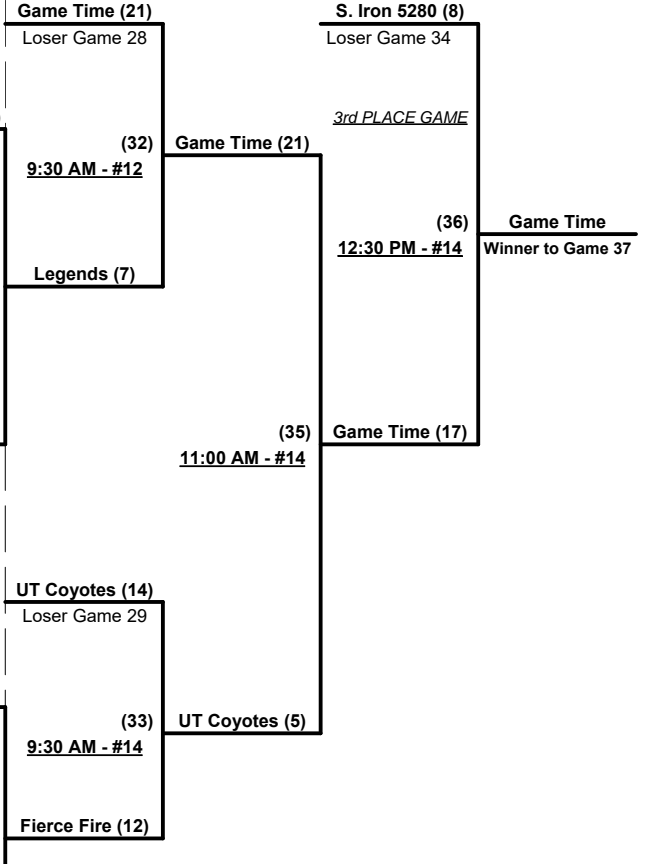 Game Time (21)
Loser Game 28
S. Iron 5280 (8)
Loser Game 34
3rd PLACE GAME
(32)
9:30 AM - #12
Game Time (21)
(36)
12:30 PM - #14
Game Time
Winner to Game 37
Legends (7)
(35)
11:00 AM - #14
Game Time (17)
UT Coyotes (14)
Loser Game 29
(33)
9:30 AM - #14
UT Coyotes (5)
Fierce Fire (12)